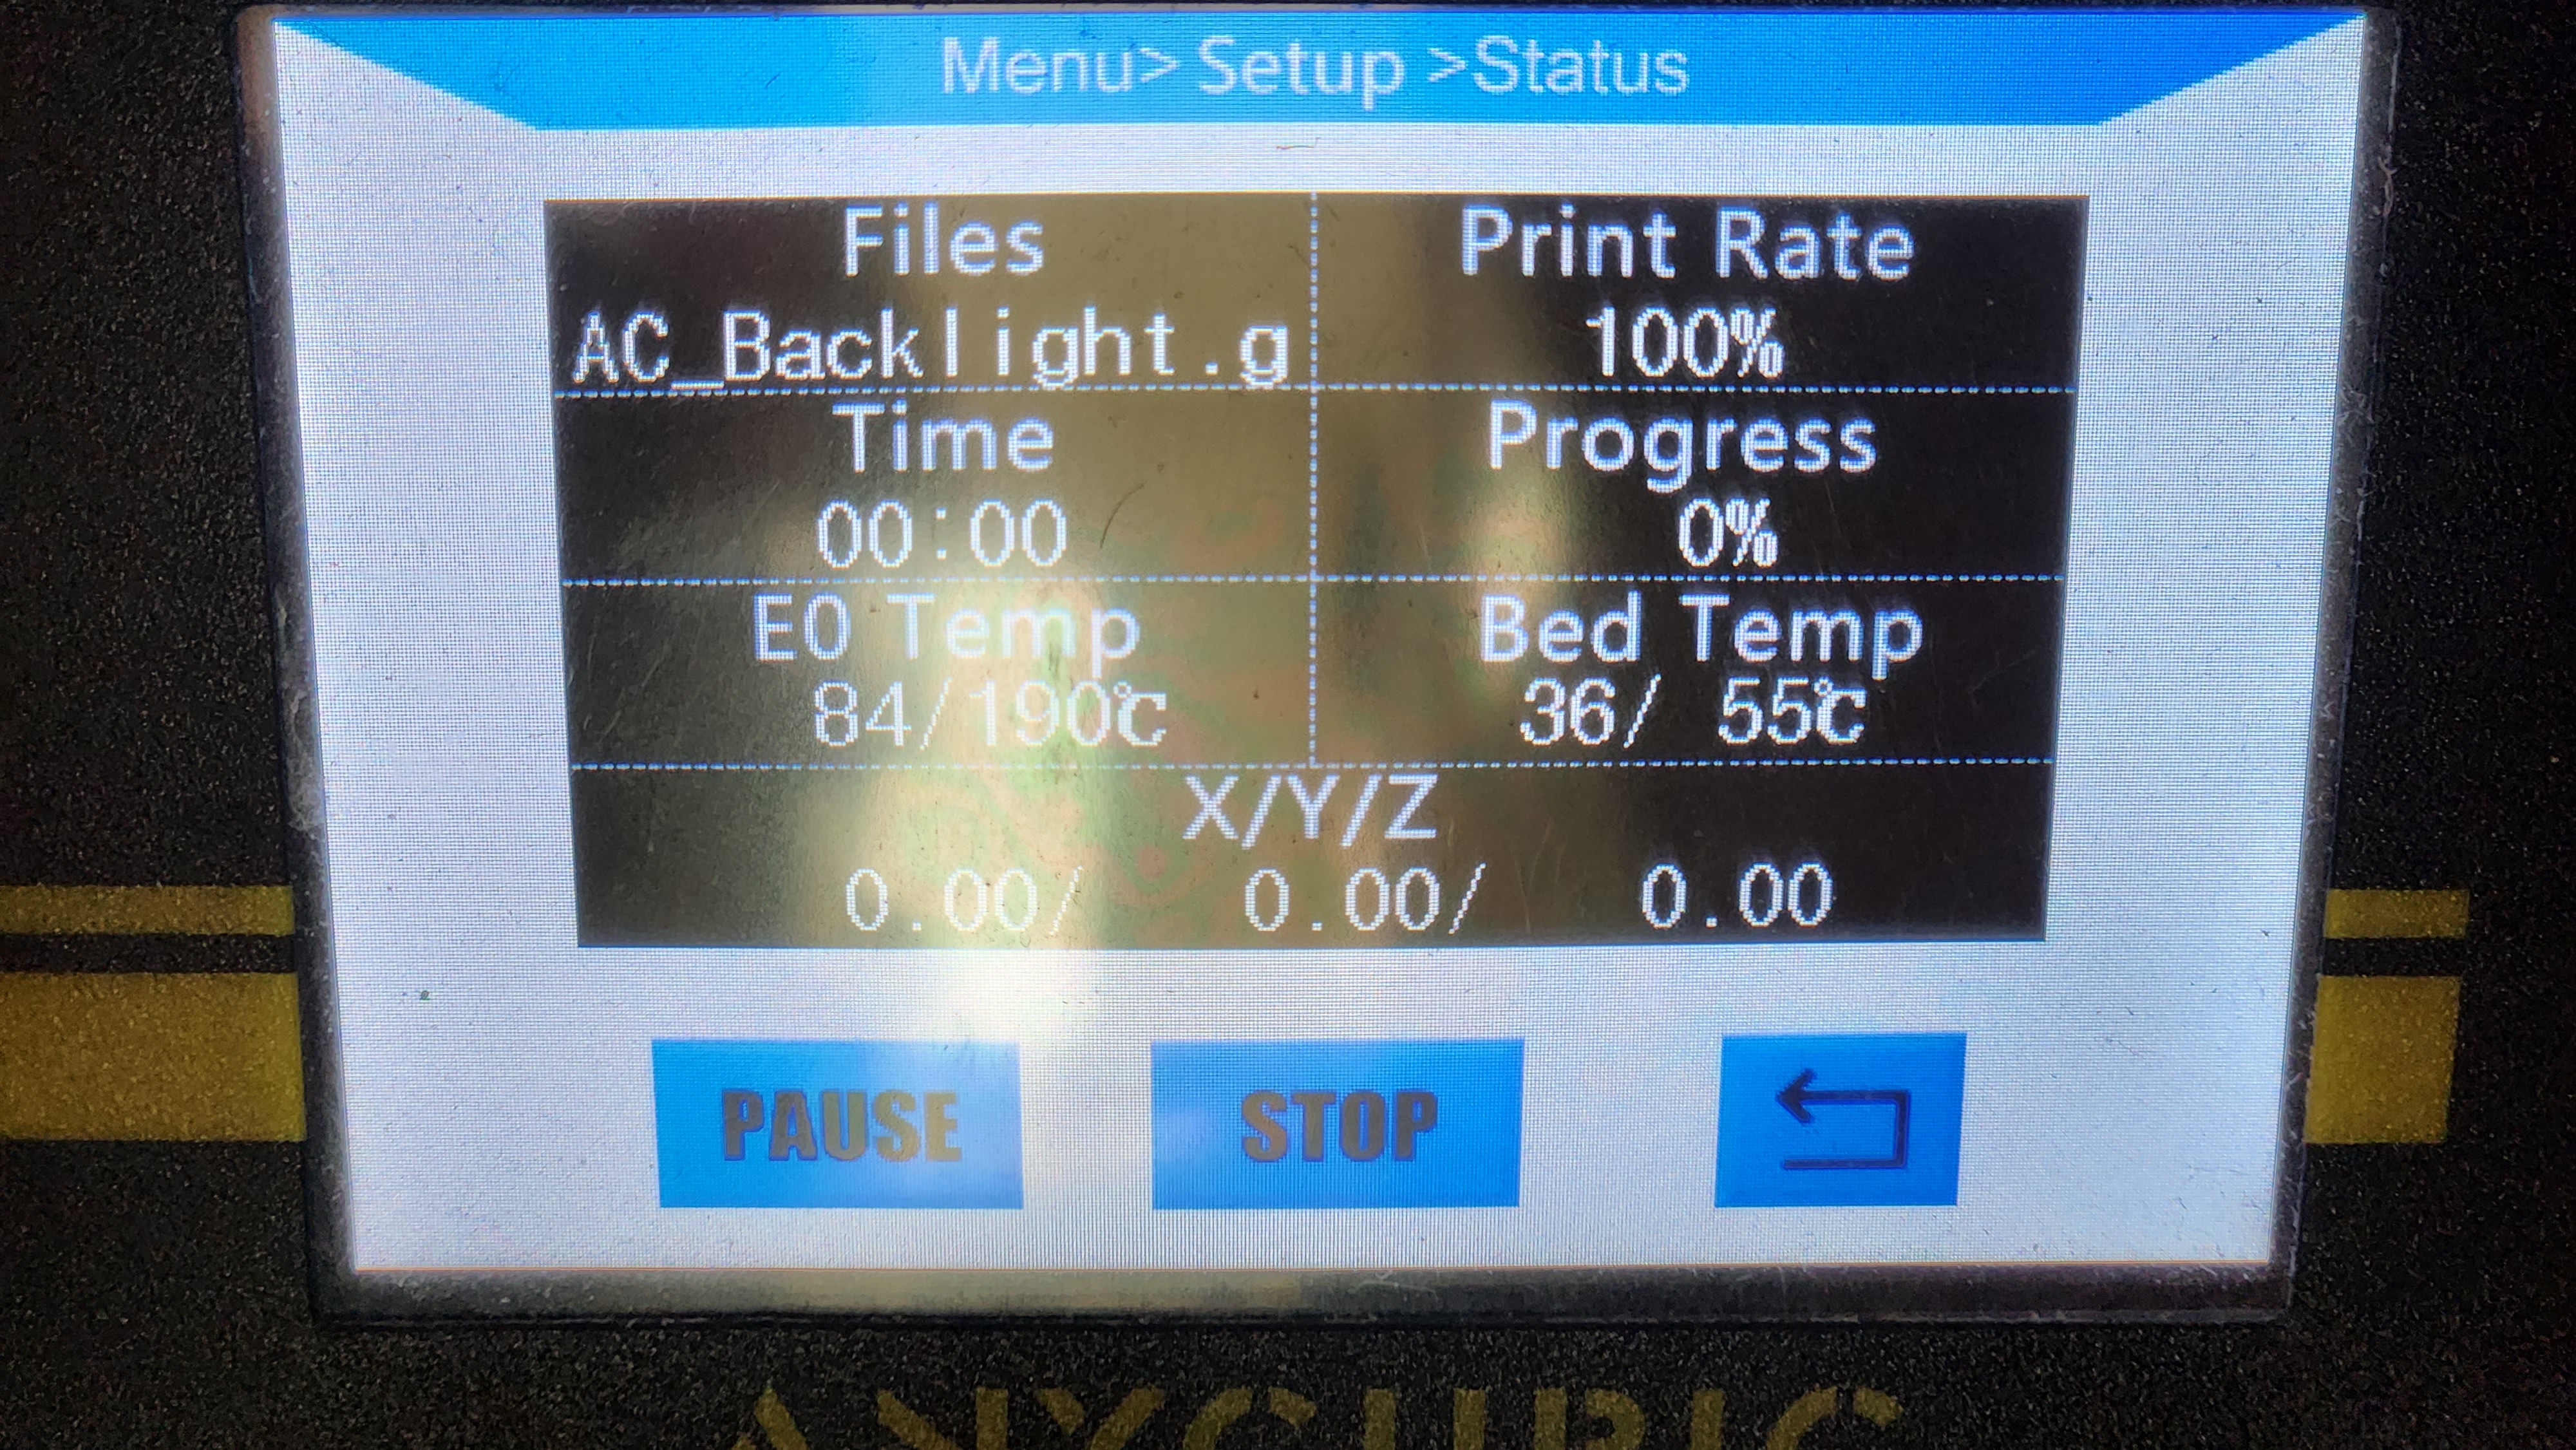 Menu> Setup >Status
Files
Print Rate
AC_Backlight.g
100%
Time
Progress
00:00
0%
E0 Temp
Bed Temp
84/190℃
36/ 55℃
X/Y/Z
0.00/ 0.00/ 0.00
PAUSE
STOP
ANYCUBIC